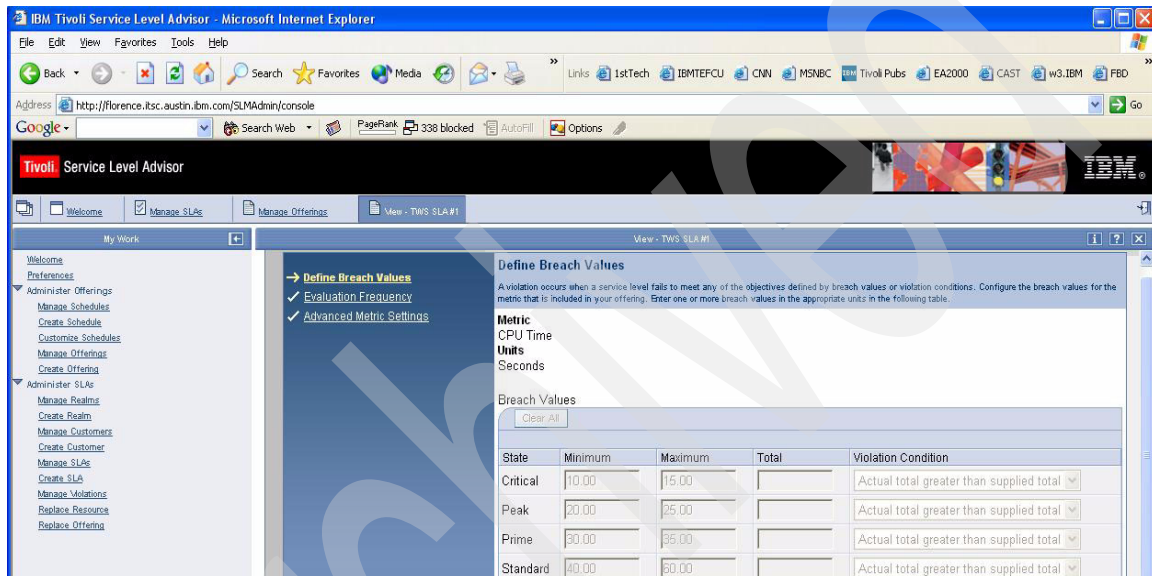 IBM Tivoli Service Level Advisor - Microsoft Internet Explorer
File Edit View Favorites Tools Help
Back Search Favorites Media Links 1stTech IBMTEFCU CNN MSNBC Tivoli Pubs EA2000 CAST w3.IBM FBD
Address http://florence.itsc.austin.ibm.com/SLMAdmin/console Go
Google Search Web PageRank 338 blocked AutoFill Options
Tivoli. Service Level Advisor IBM
Welcome Manage SLAs Manage Offerings View - TWS SLA #1
My Work View - TWS SLA #1
Welcome
Preferences
Administer Offerings
Manage Schedules
Create Schedule
Customize Schedules
Manage Offerings
Create Offering
Administer SLAs
Manage Realms
Create Realm
Manage Customers
Create Customer
Manage SLAs
Create SLA
Manage Violations
Replace Resource
Replace Offering
Define Breach Values
Evaluation Frequency
Advanced Metric Settings
Define Breach Values
A violation occurs when a service level fails to meet any of the objectives defined by breach values or violation conditions. Configure the breach values for the
metric that is included in your offering. Enter one or more breach values in the appropriate units in the following table.
Metric
CPU Time
Units
Seconds
Breach Values
Clear All
State Minimum Maximum Total Violation Condition
Critical 10.00 15.00 Actual total greater than supplied total
Peak 20.00 25.00 Actual total greater than supplied total
Prime 30.00 35.00 Actual total greater than supplied total
Standard 40.00 60.00 Actual total greater than supplied total